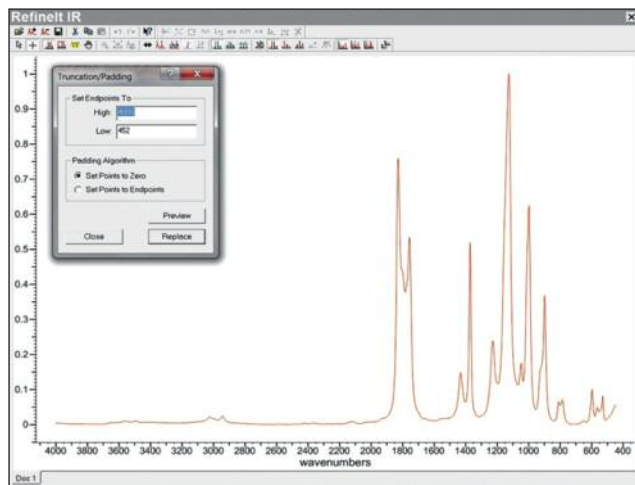 RefineIt IR
Truncation/Padding
Set Endpoints To
High:
Low: 452
Padding Algorithm
Set Points to Zero
Set Points to Endpoints
Preview
Close
Replace
1
0.9
0.8
0.7
0.6
0.5
0.4
0.3
0.2
0.1
0
4000 3800 3600 3400 3200 3000 2800 2600 2400 2200 2000 1800 1600 1400 1200 1000 800 600 400
wavenumbers
Doc 1